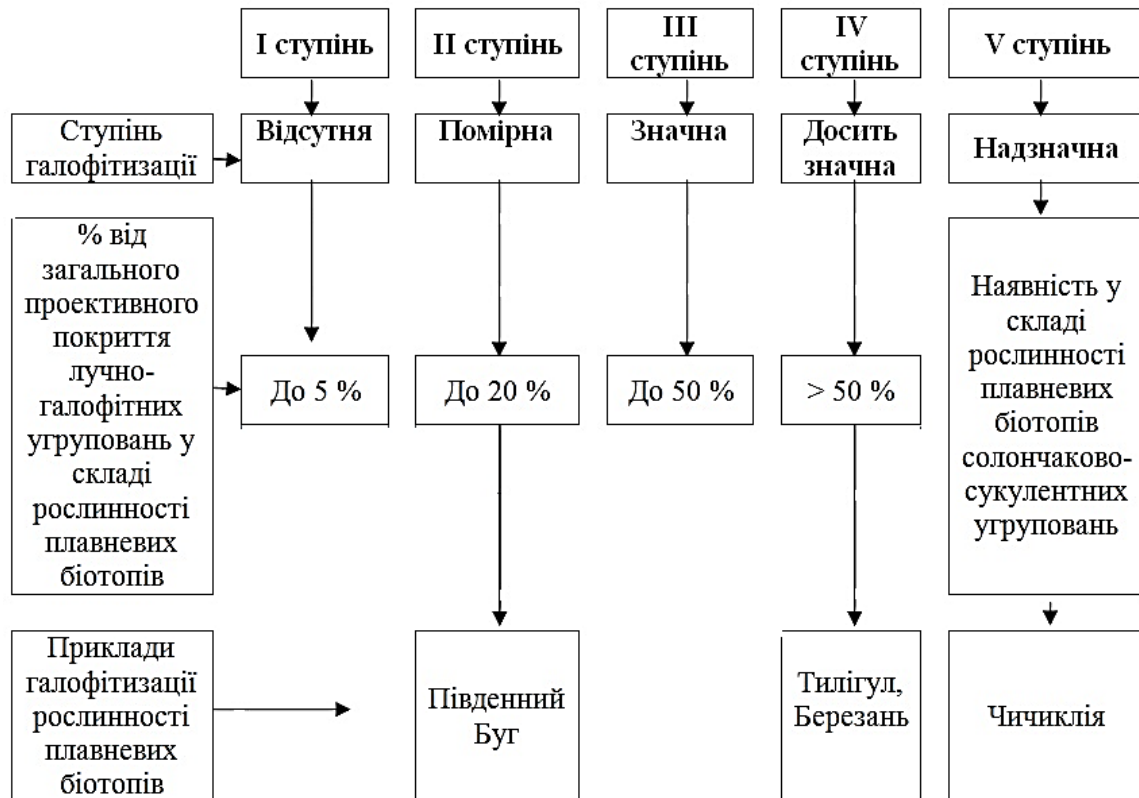 I ступінь
II ступінь
III
ступінь
IV
ступінь
V ступінь
Ступінь
галофітизації
Відсутня
Помірна
Значна
Досить
значна
Надзначна
% від
загального
проективного
покриття
лучно-
галофітних
угруповань у
складі
рослинності
плавневих
біотопів
До 5 %
До 20 %
До 50 %
> 50 %
Наявність у
складі
рослинності
плавневих
біотопів
солончаково-
сукулентних
угруповань
Приклади
галофітизації
рослинності
плавневих
біотопів
Південний
Буг
Тилігул,
Березань
Чичиклія